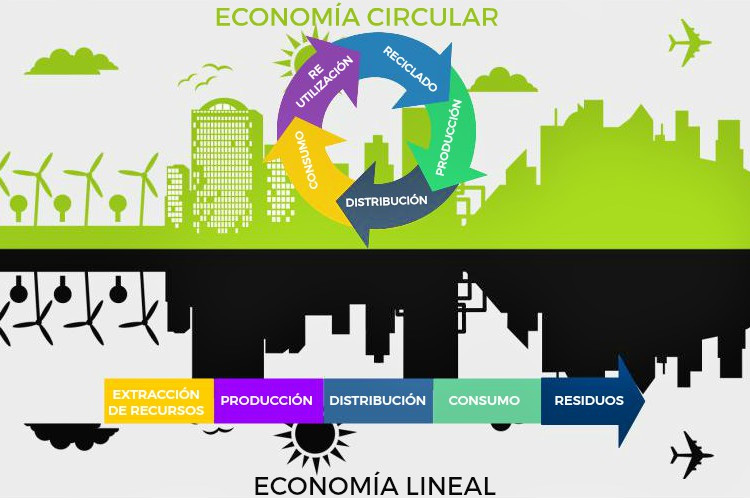 ECONOMÍA CIRCULAR
RE
UTILIZACIÓN
RECICLADO
PRODUCCIÓN
DISTRIBUCIÓN
CONSUMO
EXTRACCIÓN
DE RECURSOS
PRODUCCIÓN
DISTRIBUCIÓN
CONSUMO
RESIDUOS
ECONOMÍA LINEAL